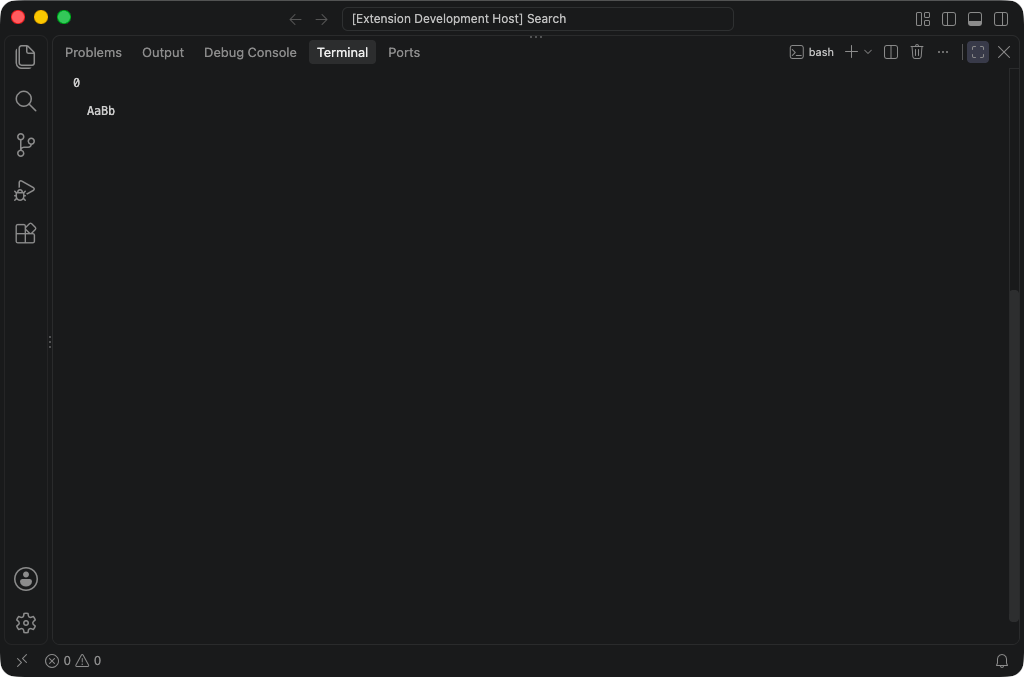 [Extension Development Host] Search
Problems Output Debug Console Terminal Ports bash
0
AaBb
0 0